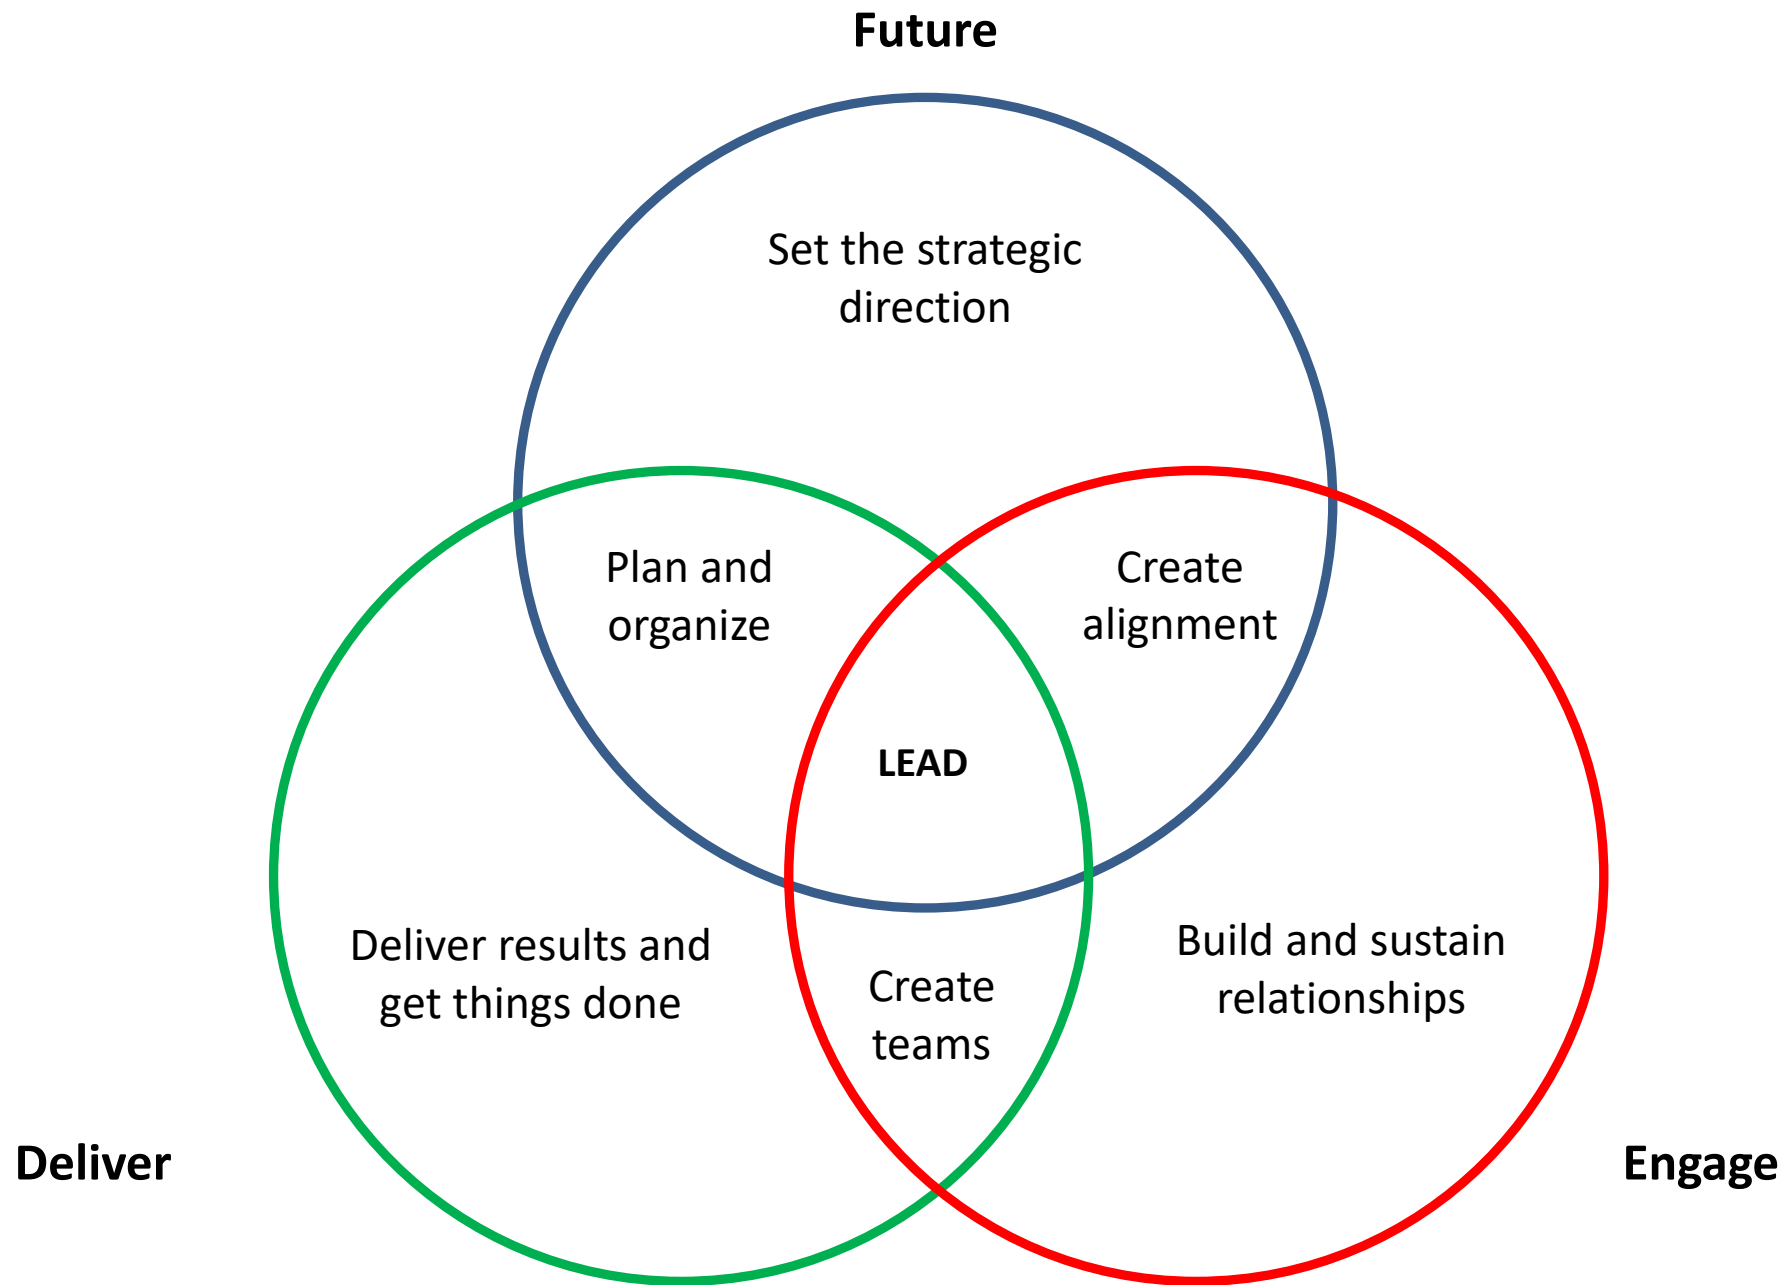 Future
Set the strategic
direction
Plan and
organize
Create
alignment
LEAD
Deliver results and
get things done
Build and sustain
relationships
Create
teams
Deliver
Engage